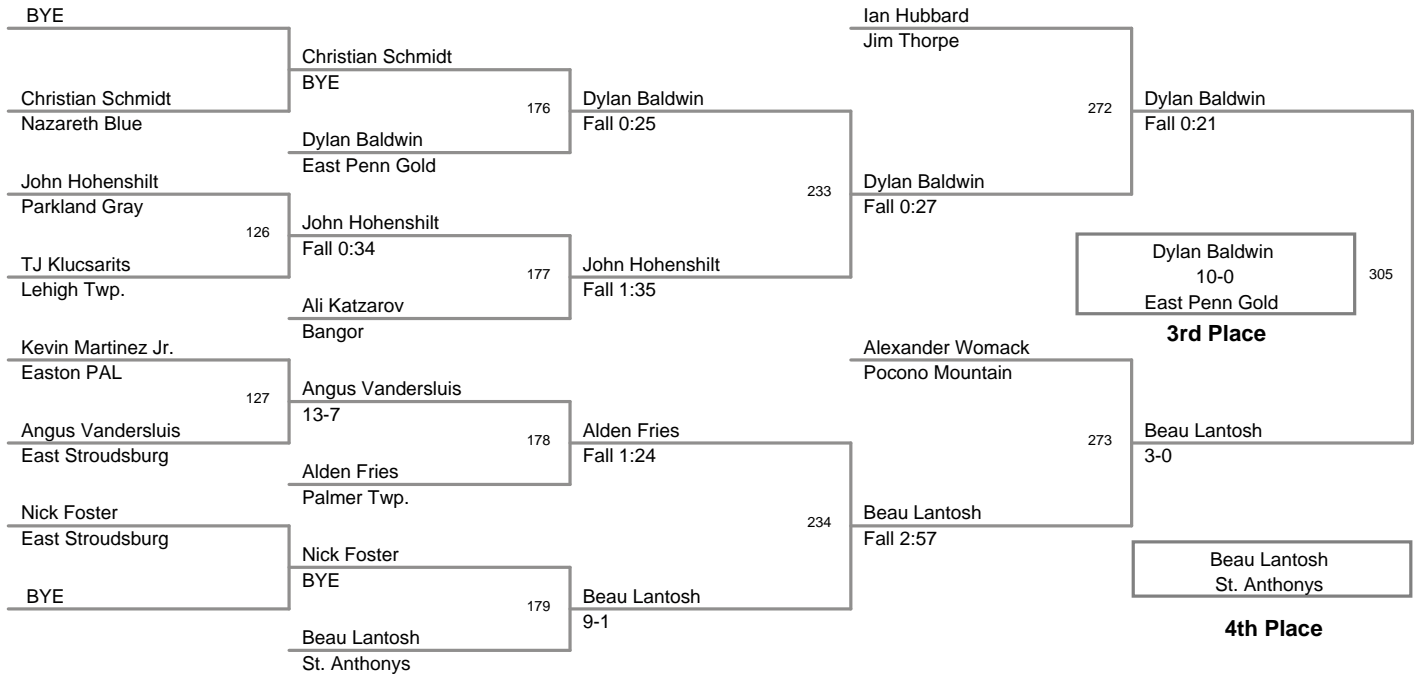 BYE
Christian Schmidt
Nazareth Blue
John Hohenshilt
Parkland Gray
126
TJ Klucsarits
Lehigh Twp.
Kevin Martinez Jr.
Easton PAL
127
Angus Vandersluis
East Stroudsburg
Nick Foster
East Stroudsburg
BYE
Christian Schmidt
BYE
176
Dylan Baldwin
East Penn Gold
John Hohenshilt
Fall 0:34
177
Ali Katzarov
Bangor
Angus Vandersluis
13-7
178
Alden Fries
Palmer Twp.
Nick Foster
BYE
179
Beau Lantosh
St. Anthonys
Dylan Baldwin
Fall 0:25
233
John Hohenshilt
Fall 1:35
Alden Fries
Fall 1:24
234
Beau Lantosh
9-1
Ian Hubbard
Jim Thorpe
272
Dylan Baldwin
Fall 0:27
Alexander Womack
Pocono Mountain
273
Beau Lantosh
Fall 2:57
Dylan Baldwin
Fall 0:21
Dylan Baldwin
10-0
East Penn Gold
305
3rd Place
Beau Lantosh
3-0
Beau Lantosh
St. Anthonys
4th Place